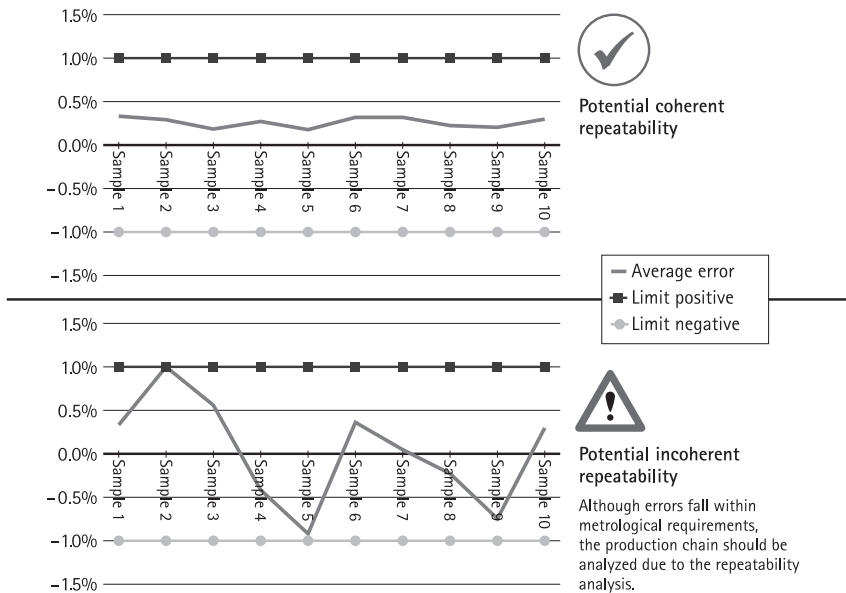 1.5%
1.0%
0.5%
0.0%
−0.5%
−1.0%
−1.5%
Sample 1
Sample 2
Sample 3
Sample 4
Sample 5
Sample 6
Sample 7
Sample 8
Sample 9
Sample 10
Potential coherent
repeatability
Average error
Limit positive
Limit negative
1.5%
1.0%
0.5%
0.0%
−0.5%
−1.0%
−1.5%
Sample 1
Sample 2
Sample 3
Sample 4
Sample 5
Sample 6
Sample 7
Sample 8
Sample 9
Sample 10
Potential incoherent
repeatability
Although errors fall within
metrological requirements,
the production chain should be
analyzed due to the repeatability
analysis.